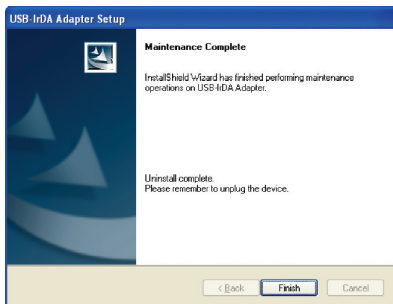 USB-IrDA Adapter Setup
Maintenance Complete
InstallShield Wizard has finished performing maintenance
operations on USB-IrDA Adapter.
Uninstall complete.
Please remember to unplug the device.
< Back Finish Cancel